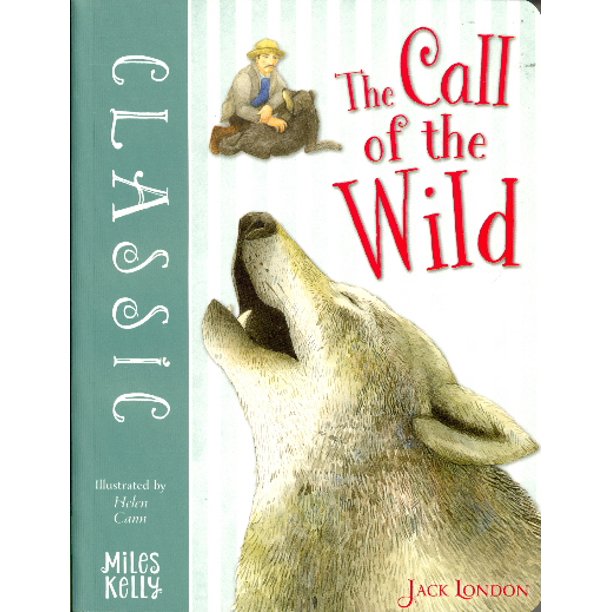 CLASSIC
The Call
of the
Wild
Illustrated by
Helen
Cann
MILES
KELLY
JACK LONDON